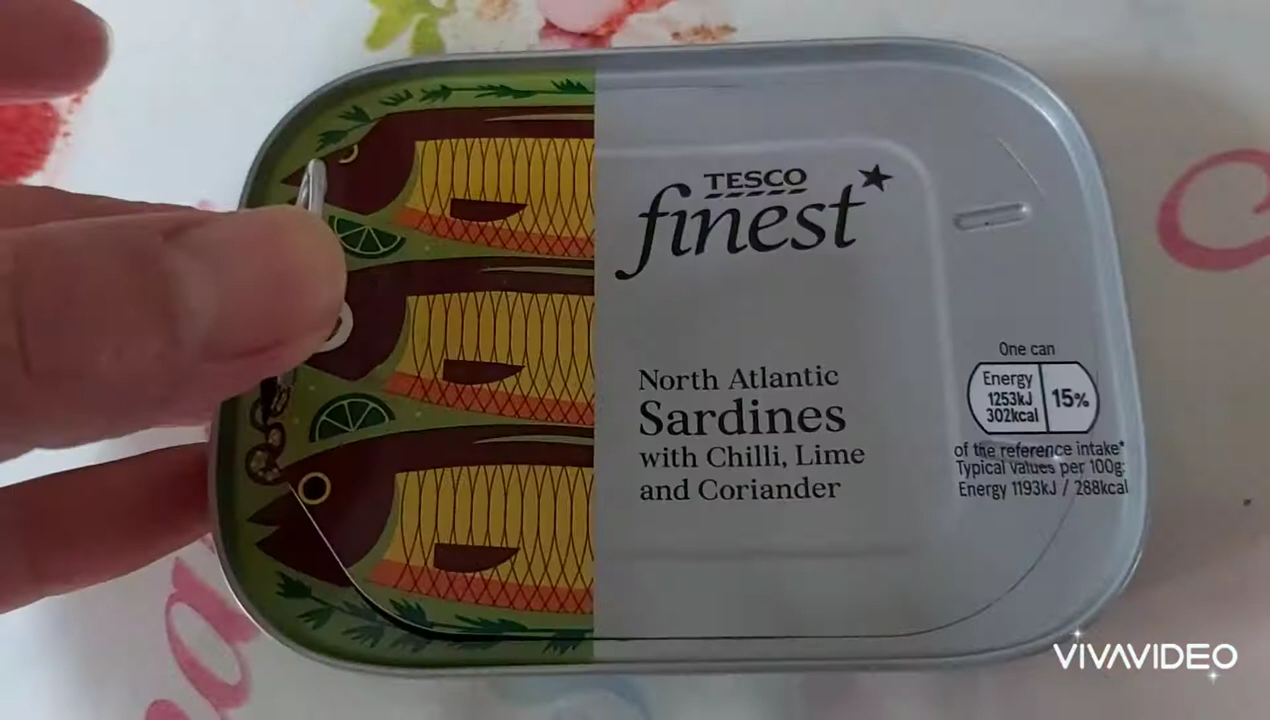 TESCO
finest*
North Atlantic
Sardines
with Chilli, Lime
and Coriander
One can
Energy
1253kJ
302kcal
15%
of the reference intake*
Typical values per 100g:
Energy 1193kJ / 288kcal
VIVAVIDEO